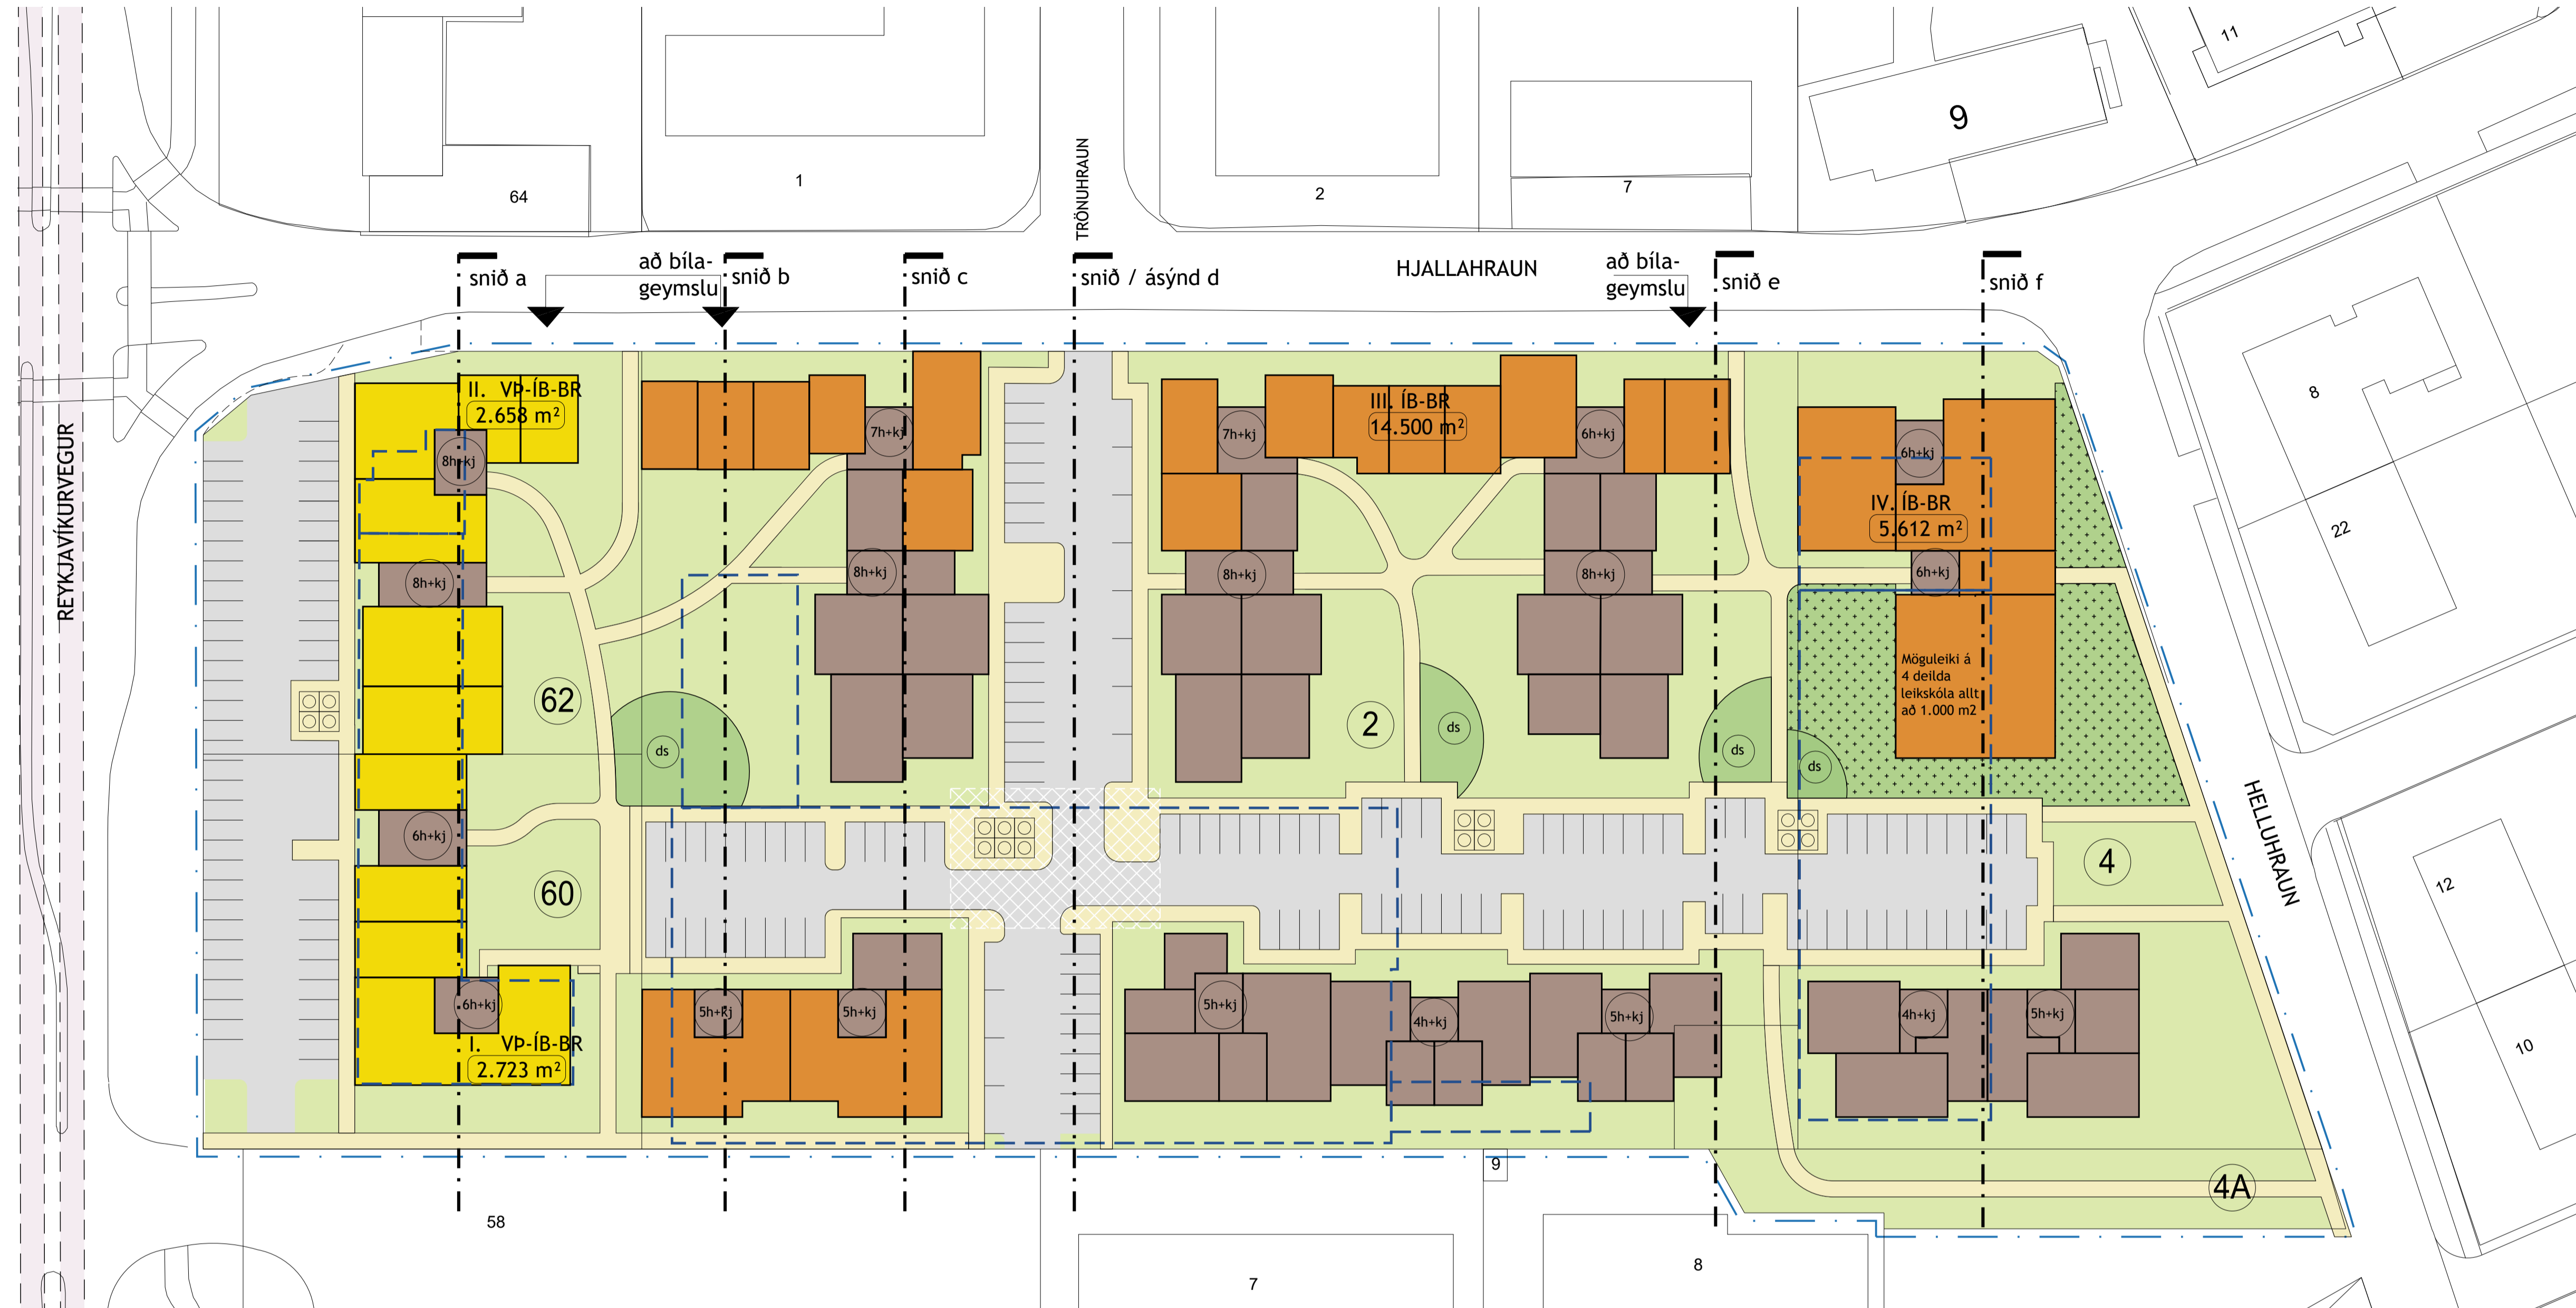 11
9
64
1
2
7
TRÖNUHRAUN
HJALLAHRAUN
REYKJAVÍKURVEGUR
HELLUHRAUN
snið a
að bíla-
geymslu
snið b
snið c
snið / ásýnd d
að bíla-
geymslu
snið e
snið f
8
22
12
10
II. VÞ-ÍB-BR
2.658 m²
8h+kj
8h+kj
6h+kj
6h+kj
I. VÞ-ÍB-BR
2.723 m²
62
60
7h+kj
8h+kj
ds
5h+kj
5h+kj
III. ÍB-BR
14.500 m²
7h+kj
6h+kj
8h+kj
8h+kj
2
ds
ds
ds
5h+kj
4h+kj
5h+kj
IV. ÍB-BR
5.612 m²
6h+kj
6h+kj
Möguleiki á
4 deilda
leikskóla allt
að 1.000 m2
4
4h+kj
5h+kj
4A
58
9
7
8